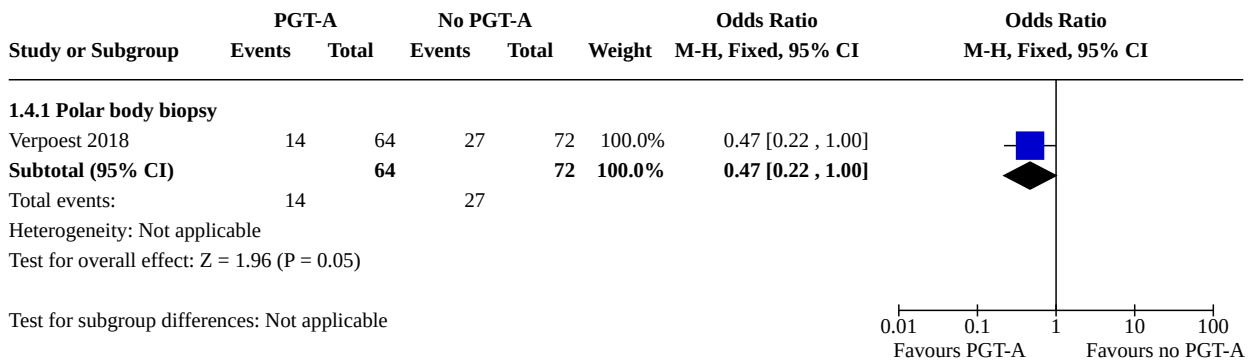 PGT-A No PGT-A Odds Ratio Odds Ratio
Study or Subgroup Events Total Events Total Weight M-H, Fixed, 95% CI M-H, Fixed, 95% CI
1.4.1 Polar body biopsy
Verpoest 2018 14 64 27 72 100.0% 0.47 [0.22 , 1.00]
Subtotal (95% CI) 64 72 100.0% 0.47 [0.22 , 1.00]
Total events: 14 27
Heterogeneity: Not applicable
Test for overall effect: Z = 1.96 (P = 0.05)
Test for subgroup differences: Not applicable
0.01 0.1 1 10 100
Favours PGT-A Favours no PGT-A